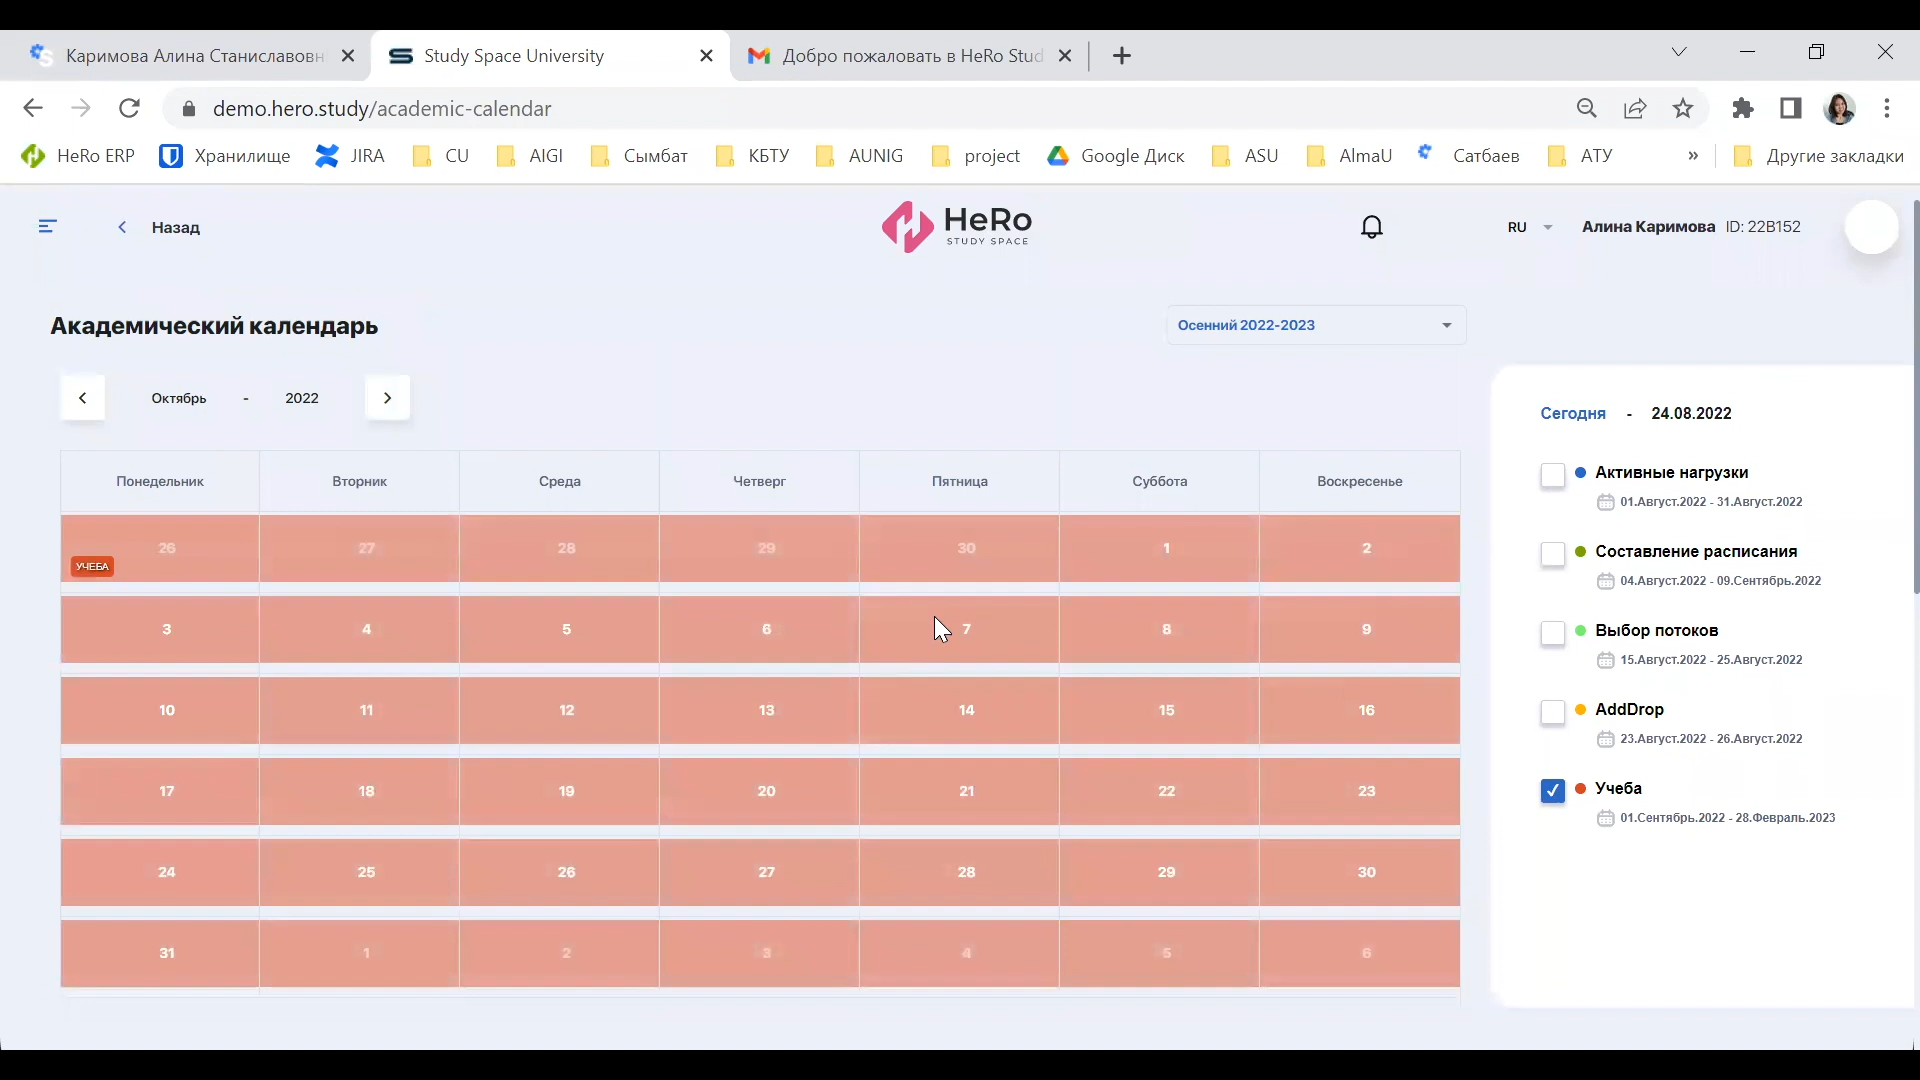 Каримова Алина Станиславовн
Study Space University
Добро пожаловать в HeRo Stud
demo.hero.study/academic-calendar
HeRo ERP Хранилище JIRA CU AIGI Сымбат КБТУ AUNIG project Google Диск ASU AlmaU Сатбаев АТУ » Другие закладки
Назад
HeRo
STUDY SPACE
RU
Алина Каримова ID: 22B152
Академический календарь
Осенний 2022-2023
Октябрь - 2022
Понедельник Вторник Среда Четверг Пятница Суббота Воскресенье
26 27 28 29 30 1 2
УЧЕБА
3 4 5 6 7 8 9
10 11 12 13 14 15 16
17 18 19 20 21 22 23
24 25 26 27 28 29 30
31 1 2 3 4 5 6
Сегодня - 24.08.2022
Активные нагрузки
01.Август.2022 - 31.Август.2022
Составление расписания
04.Август.2022 - 09.Сентябрь.2022
Выбор потоков
15.Август.2022 - 25.Август.2022
AddDrop
23.Август.2022 - 26.Август.2022
Учеба
01.Сентябрь.2022 - 28.Февраль.2023